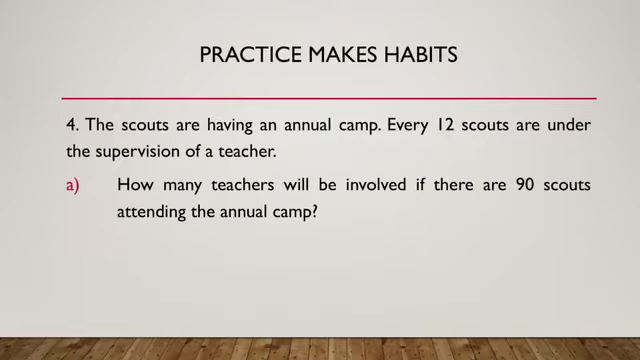 PRACTICE MAKES HABITS
4. The scouts are having an annual camp. Every 12 scouts are under
the supervision of a teacher.
a) How many teachers will be involved if there are 90 scouts
attending the annual camp?